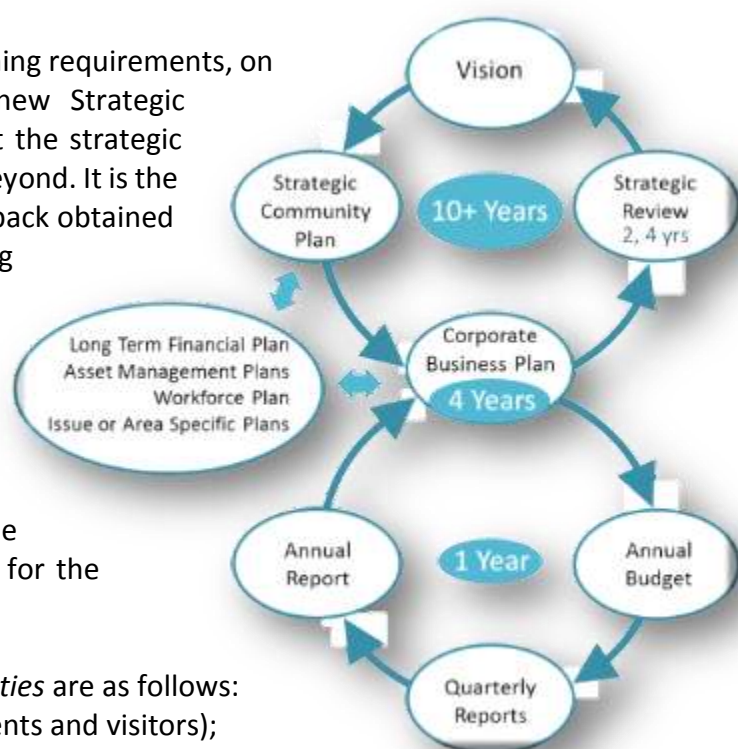 ning requirements, on
new Strategic
t the strategic
eyond. It is the
back obtained
g
e
for the
ties are as follows:
ents and visitors);
Vision
Strategic
Community
Plan
10+ Years
Strategic
Review
2, 4 yrs
Long Term Financial Plan
Asset Management Plans
Workforce Plan
Issue or Area Specific Plans
Corporate
Business Plan
4 Years
Annual
Report
1 Year
Annual
Budget
Quarterly
Reports